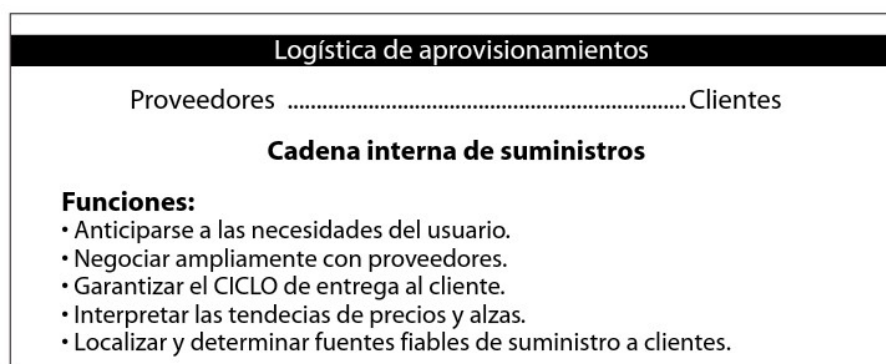 Logística de aprovisionamientos
Proveedores ........................................................................ Clientes
Cadena interna de suministros
Funciones:
• Anticiparse a las necesidades del usuario.
• Negociar ampliamente con proveedores.
• Garantizar el CICLO de entrega al cliente.
• Interpretar las tendecias de precios y alzas.
• Localizar y determinar fuentes fiables de suministro a clientes.